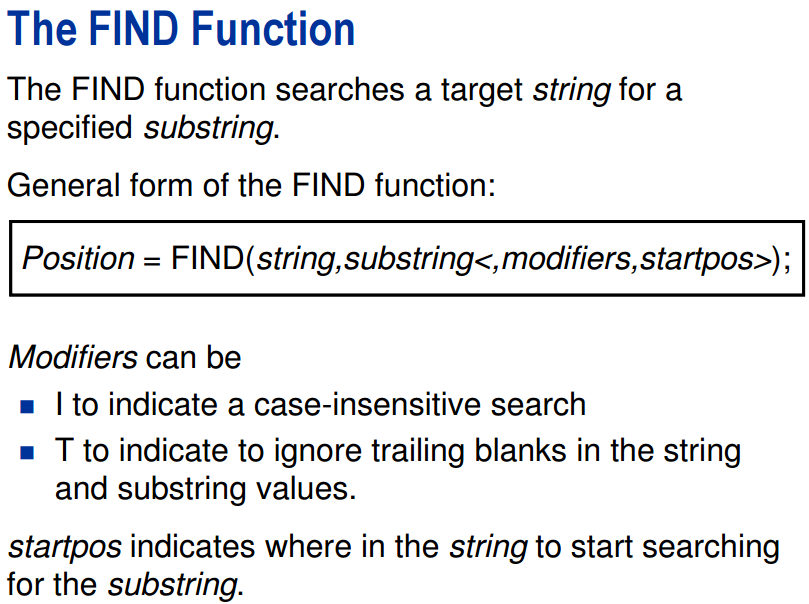 The FIND Function
The FIND function searches a target string for a
specified substring.
General form of the FIND function:
Position = FIND(string,substring<,modifiers,startpos>);
Modifiers can be
■ I to indicate a case-insensitive search
■ T to indicate to ignore trailing blanks in the string
and substring values.
startpos indicates where in the string to start searching
for the substring.